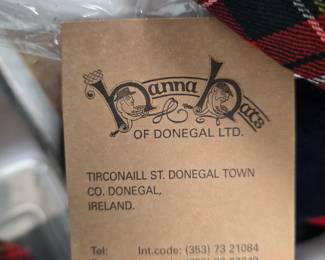 Hanna Hats
OF DONEGAL LTD.
TIRCONAILL ST. DONEGAL TOWN
CO. DONEGAL,
IRELAND.
Tel: Int.code: (353) 73 21084